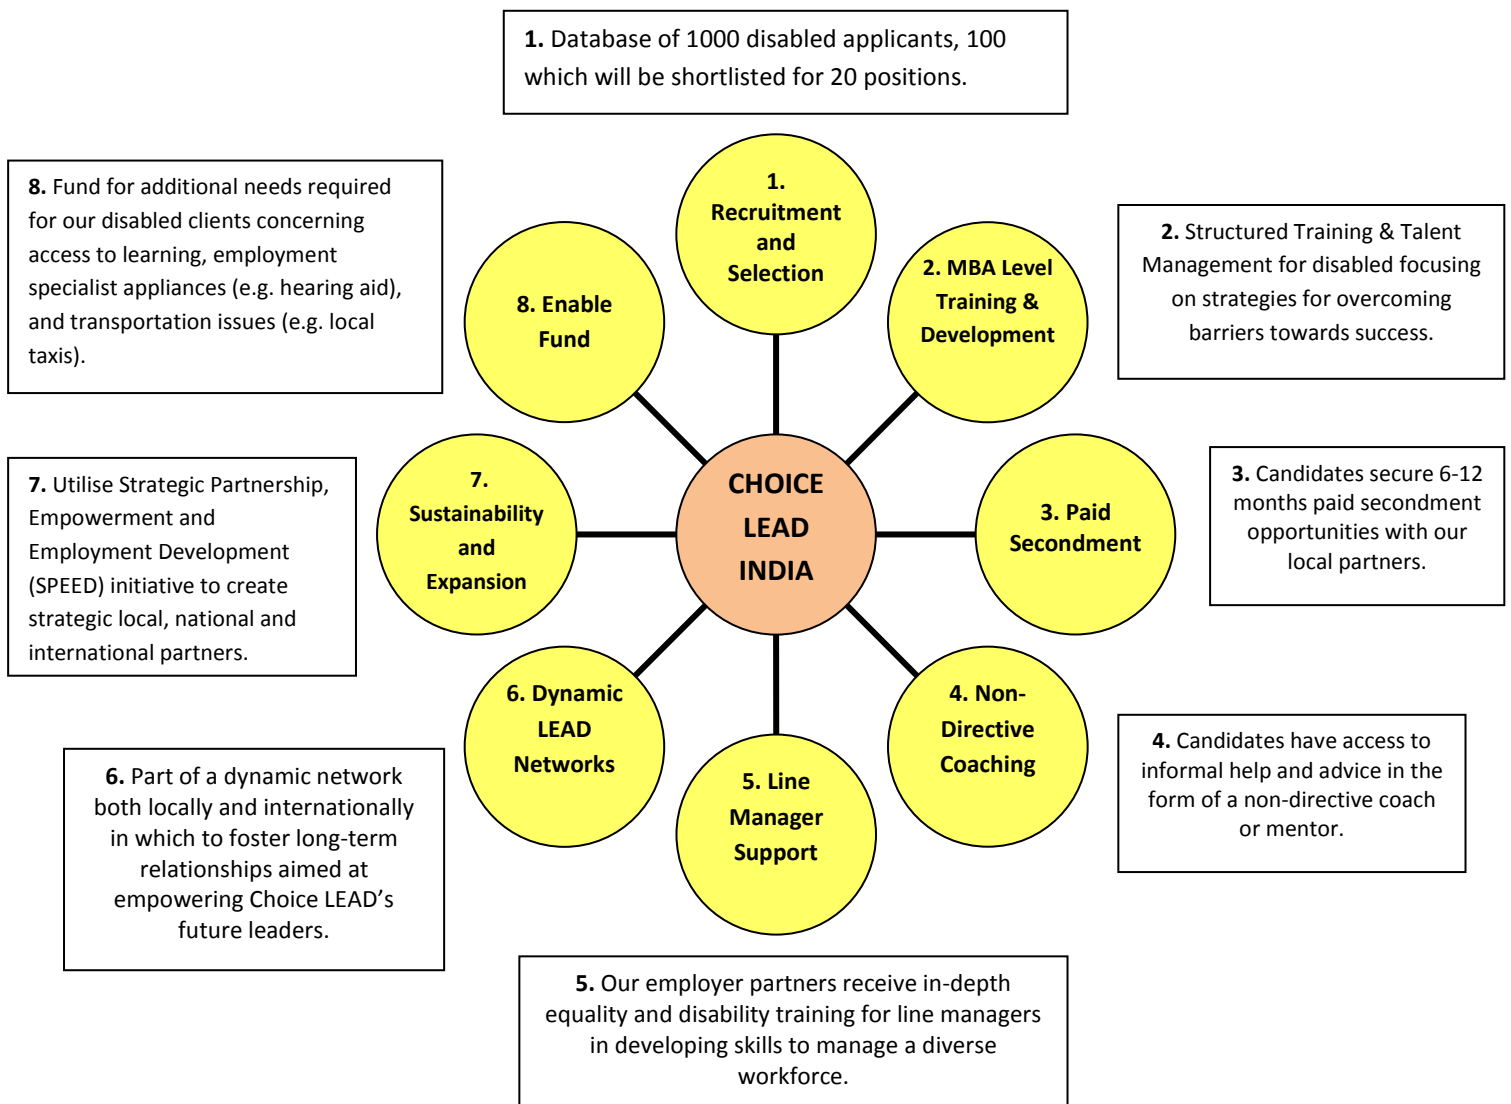 1. Database of 1000 disabled applicants, 100
which will be shortlisted for 20 positions.
1.
Recruitment
and
Selection
8. Fund for additional needs required
for our disabled clients concerning
access to learning, employment
specialist appliances (e.g. hearing aid),
and transportation issues (e.g. local
taxis).
8. Enable
Fund
2. MBA Level
Training &
Development
2. Structured Training & Talent
Management for disabled focusing
on strategies for overcoming
barriers towards success.
7. Utilise Strategic Partnership,
Empowerment and
Employment Development
(SPEED) initiative to create
strategic local, national and
international partners.
7.
Sustainability
and
Expansion
CHOICE
LEAD
INDIA
3. Paid
Secondment
3. Candidates secure 6-12
months paid secondment
opportunities with our
local partners.
6. Part of a dynamic network
both locally and internationally
in which to foster long-term
relationships aimed at
empowering Choice LEAD’s
future leaders.
6. Dynamic
LEAD
Networks
5. Line
Manager
Support
4. Non-
Directive
Coaching
4. Candidates have access to
informal help and advice in the
form of a non-directive coach
or mentor.
5. Our employer partners receive in-depth
equality and disability training for line managers
in developing skills to manage a diverse
workforce.